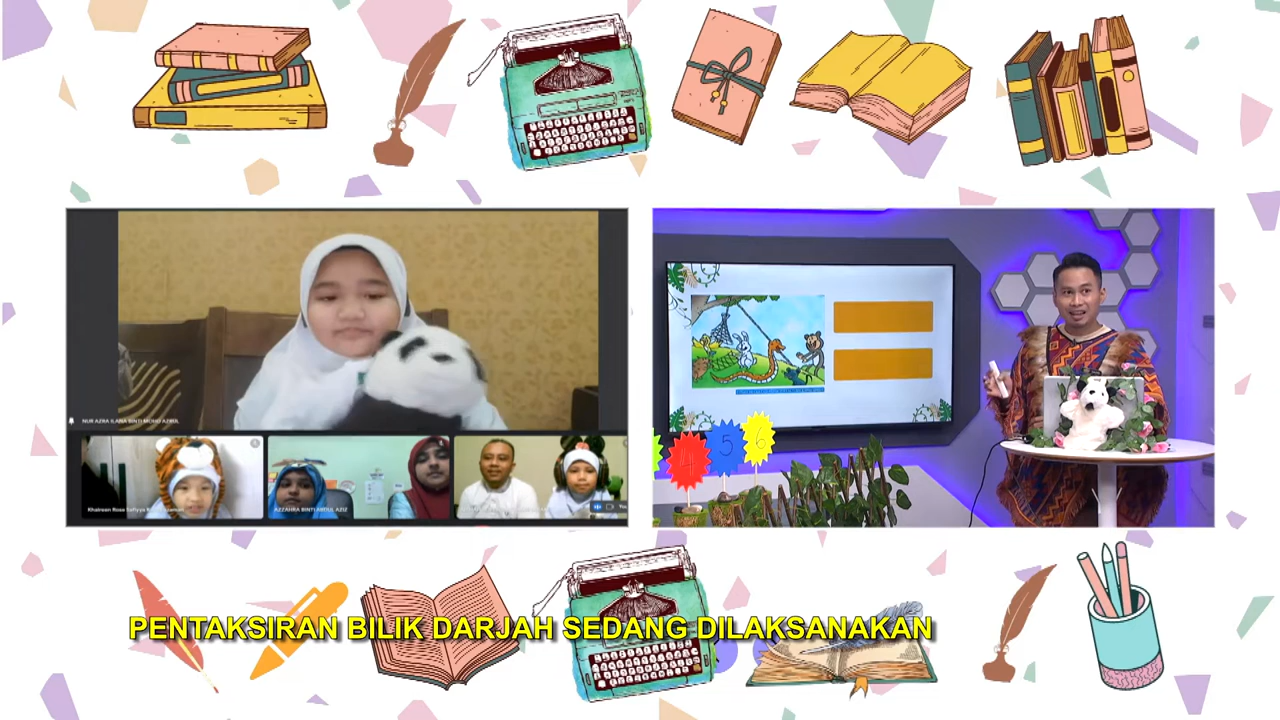 NUR AZRA ILANA BINTI MOHD AZRUL
AZZAHRA BINTI ABDUL AZIZ
4
5
6
PENTAKSIRAN BILIK DARJAH SEDANG DILAKSANAKAN